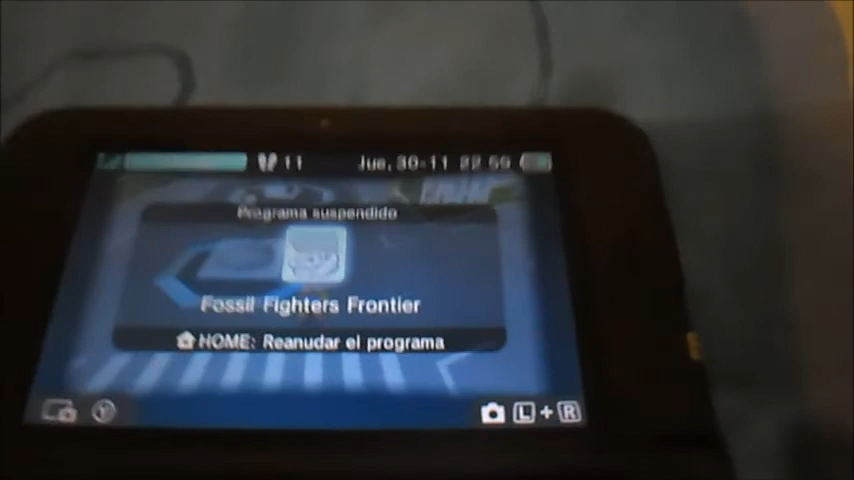 11 Jue, 30-11 22:59
Programa suspendido
Fossil Fighters Frontier
HOME: Reanudar el programa
L + R